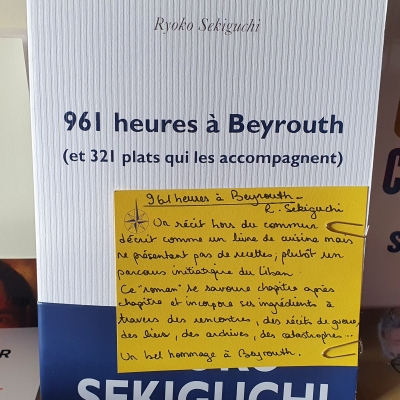 Ryoko Sekiguchi
961 heures à Beyrouth
(et 321 plats qui les accompagnent)
961 heures à Beyrouth -
R. Sékiguchi
Un récit hors du commun
décrit comme un livre de cuisine mais
ne présentant pas de recettes, plutôt un
parcours initiatique du Liban.
Ce "roman" se savoure chapitre après
chapitre et incorpore ses ingrédients à
travers des rencontres, des récits de guerre,
des liens, des archives, des catastrophes...
Un bel hommage à Beyrouth.
SEKIGUCHI